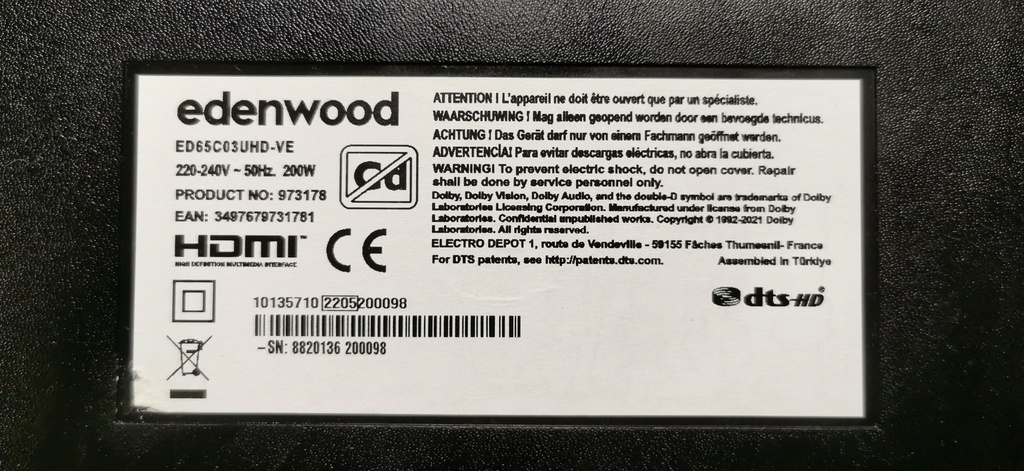 edenwood
ED65C03UHD-VE
220-240V ~ 50Hz. 200W
PRODUCT NO: 973178
EAN: 3497679731781
Cd
HDMI™
HIGH DEFINITION MULTIMEDIA INTERFACE
CE
ATTENTION ! L'appareil ne doit être ouvert que par un spécialiste.
WAARSCHUWING ! Mag alleen geopend worden door een bevoegde technicus.
ACHTUNG ! Das Gerät darf nur von einem Fachmann geöffnet werden.
ADVERTENCİA! Para evitar descargas eléctricas, no abra la cubierta.
WARNING! To prevent electric shock, do not open cover. Repair
shall be done by service personnel only.
Dolby, Dolby Vision, Dolby Audio, and the double-D symbol are trademarks of Dolby
Laboratories Licensing Corporation. Manufactured under license from Dolby
Laboratories. Confidential unpublished works. Copyright © 1992-2021 Dolby
Laboratories. All rights reserved.
ELECTRO DEPOT 1, route de Vendeville - 59155 Fâches Thumesnil- France
For DTS patents, see http://patents.dts.com. Assembled in Türkiye
dts-HD®
10135710 2205 200098
-SN: 8820136 200098